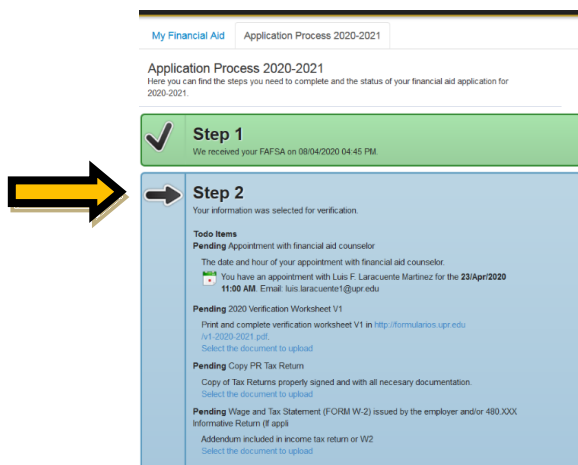 My Financial Aid
Application Process 2020-2021
Application Process 2020-2021
Here you can find the steps you need to complete and the status of your financial aid application for
2020-2021.
Step 1
We received your FAFSA on 08/04/2020 04:45 PM.
Step 2
Your information was selected for verification.
Todo Items
Pending Appointment with financial aid counselor
The date and hour of your appointment with financial aid counselor.
You have an appointment with Luis F. Laracuente Martinez for the 23/Apr/2020
11:00 AM. Email: luis.laracuente1@upr.edu
Pending 2020 Verification Worksheet V1
Print and complete verification worksheet V1 in http://formularios.upr.edu
/v1-2020-2021.pdf.
Select the document to upload
Pending Copy PR Tax Return
Copy of Tax Returns properly signed and with all necesary documentation.
Select the document to upload
Pending Wage and Tax Statement (FORM W-2) issued by the employer and/or 480.XXX
Informative Return (If appli
Addendum included in income tax return or W2
Select the document to upload